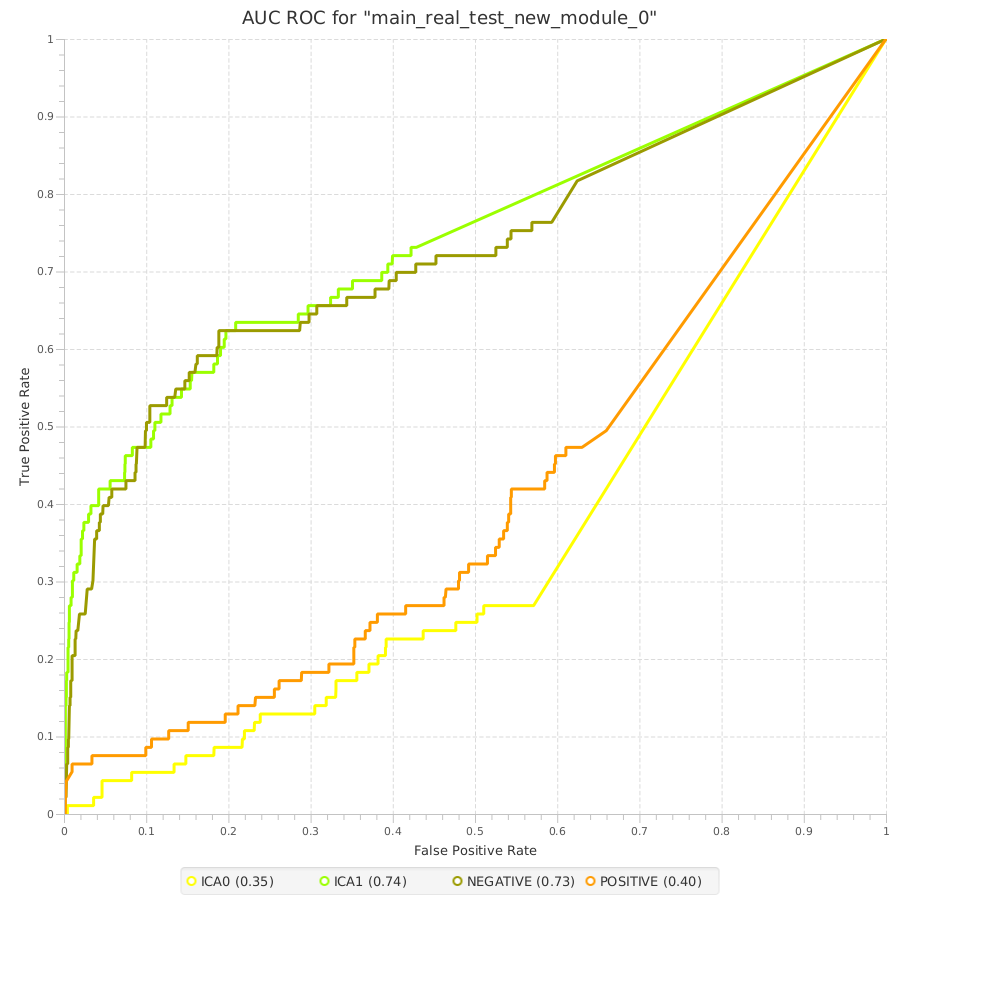 AUC ROC for "main_real_test_new_module_0"
1
0.9
0.8
0.7
0.6
0.5
0.4
0.3
0.2
0.1
0
True Positive Rate
0 0.1 0.2 0.3 0.4 0.5 0.6 0.7 0.8 0.9 1
False Positive Rate
ICA0 (0.35) ICA1 (0.74) NEGATIVE (0.73) POSITIVE (0.40)